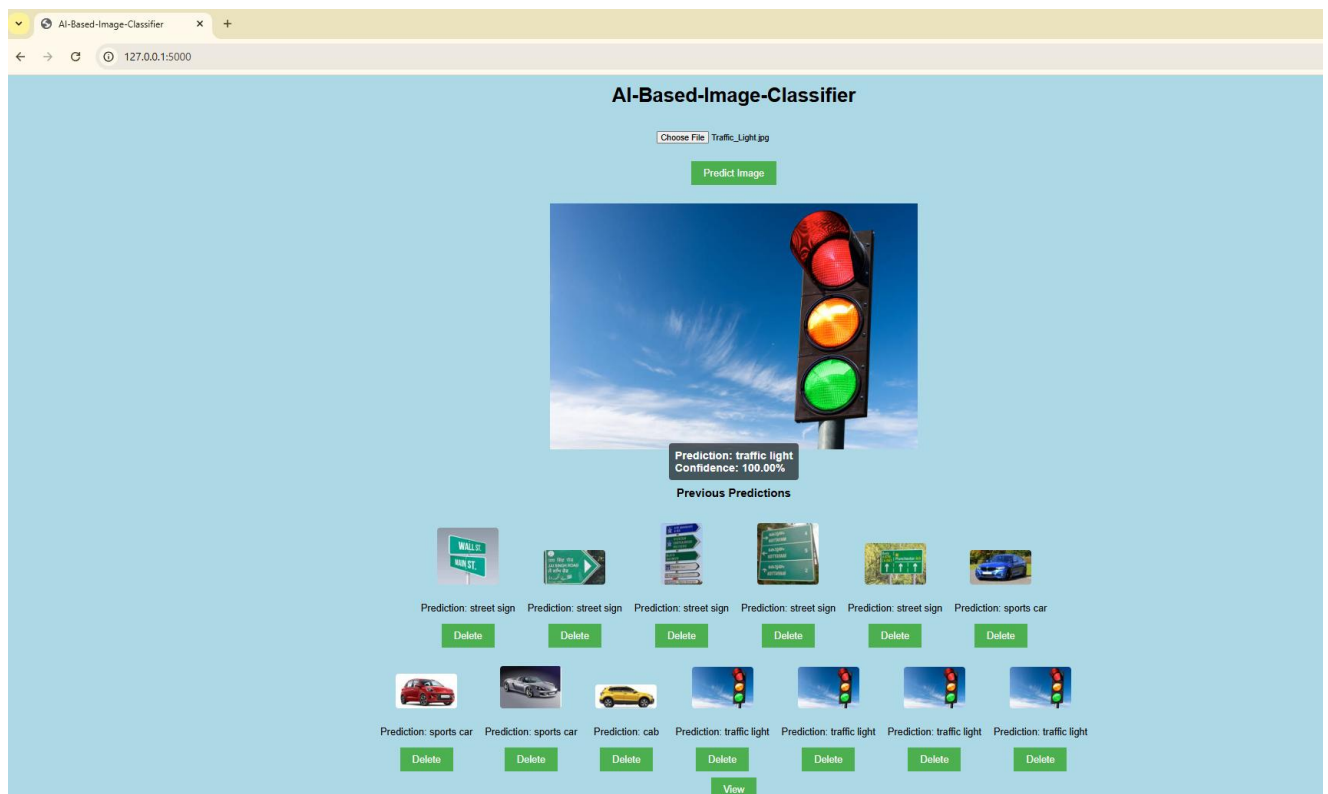 AI-Based-Image-Classifier
127.0.0.1:5000
AI-Based-Image-Classifier
Choose File Traffic_Light.jpg
Predict Image
Prediction: traffic light
Confidence: 100.00%
Previous Predictions
WALL ST.
MAIN ST.
Prediction: street sign Prediction: street sign Prediction: street sign Prediction: street sign Prediction: street sign Prediction: sports car
Delete Delete Delete Delete Delete Delete
Prediction: sports car Prediction: sports car Prediction: cab Prediction: traffic light Prediction: traffic light Prediction: traffic light Prediction: traffic light
Delete Delete Delete Delete Delete Delete Delete
View